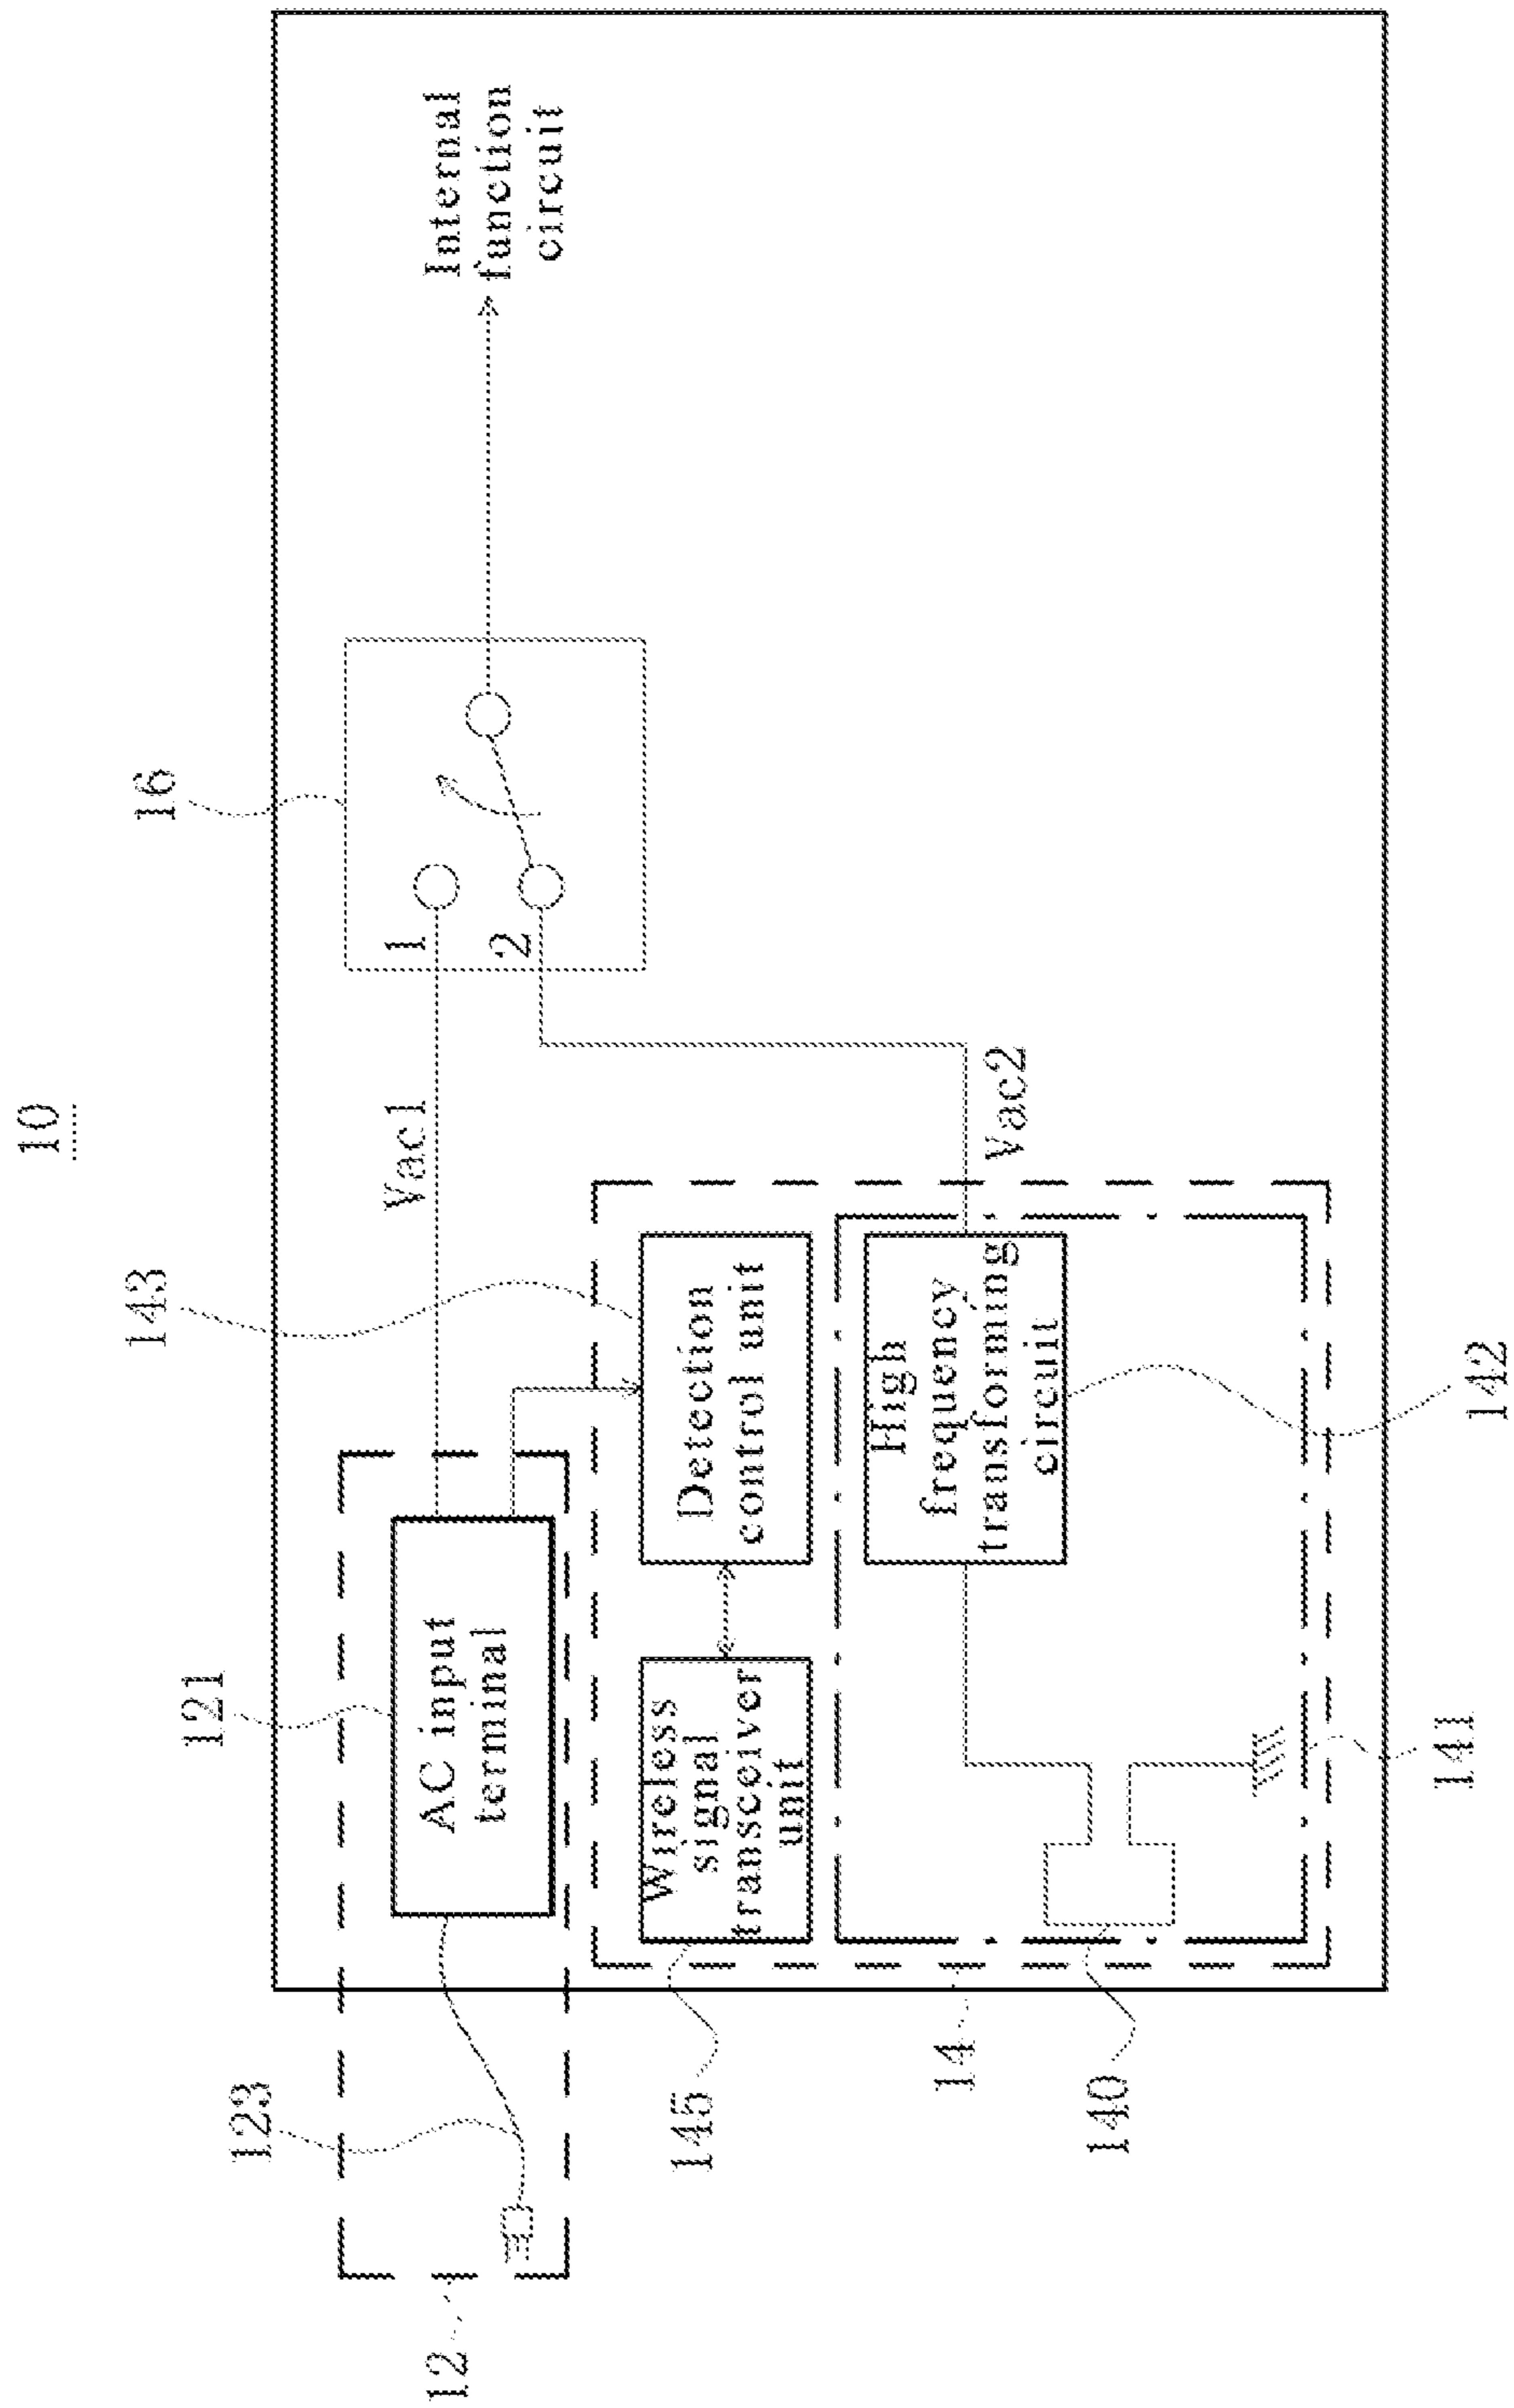 10
16
Internal
function
circuit
1
2
Vac1
Vac2
143
121
AC input
terminal
Detection
control unit
Wireless
signal
transceiver
unit
High
frequency
transforming
circuit
142
141
123
12
145
14
140